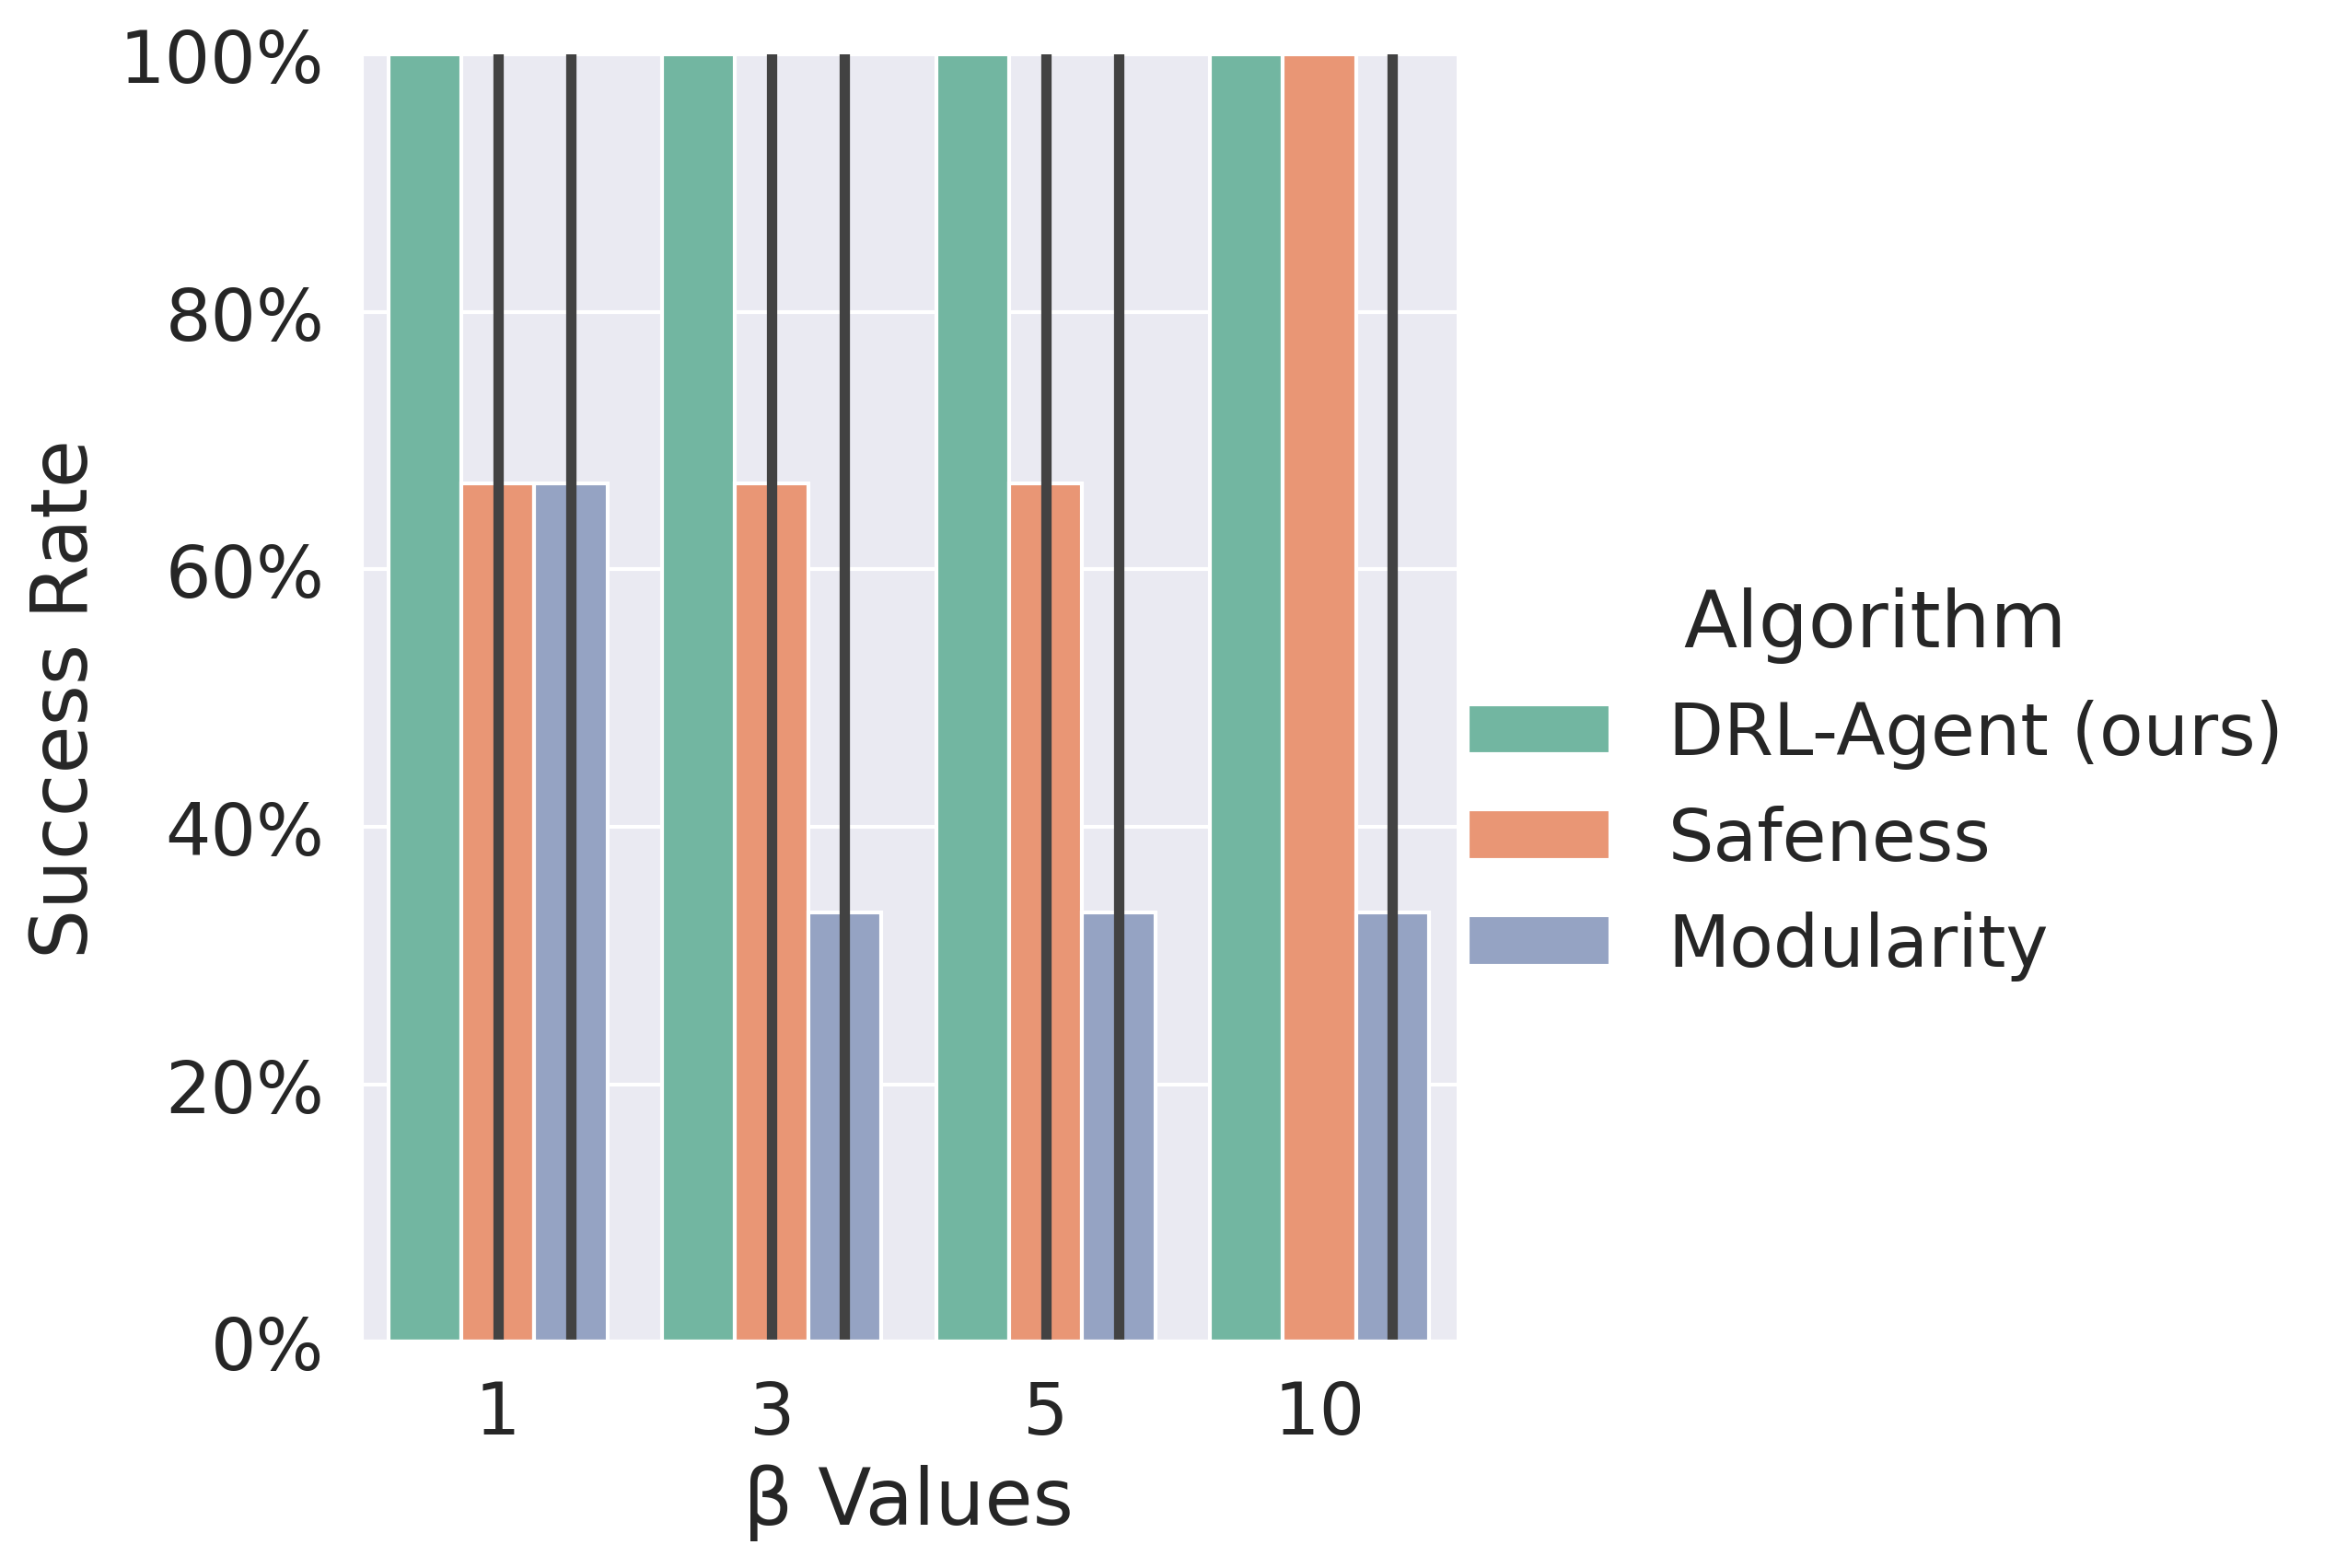 100%
80%
60%
40%
20%
0%
Success Rate
1 3 5 10
β Values
Algorithm
DRL-Agent (ours)
Safeness
Modularity